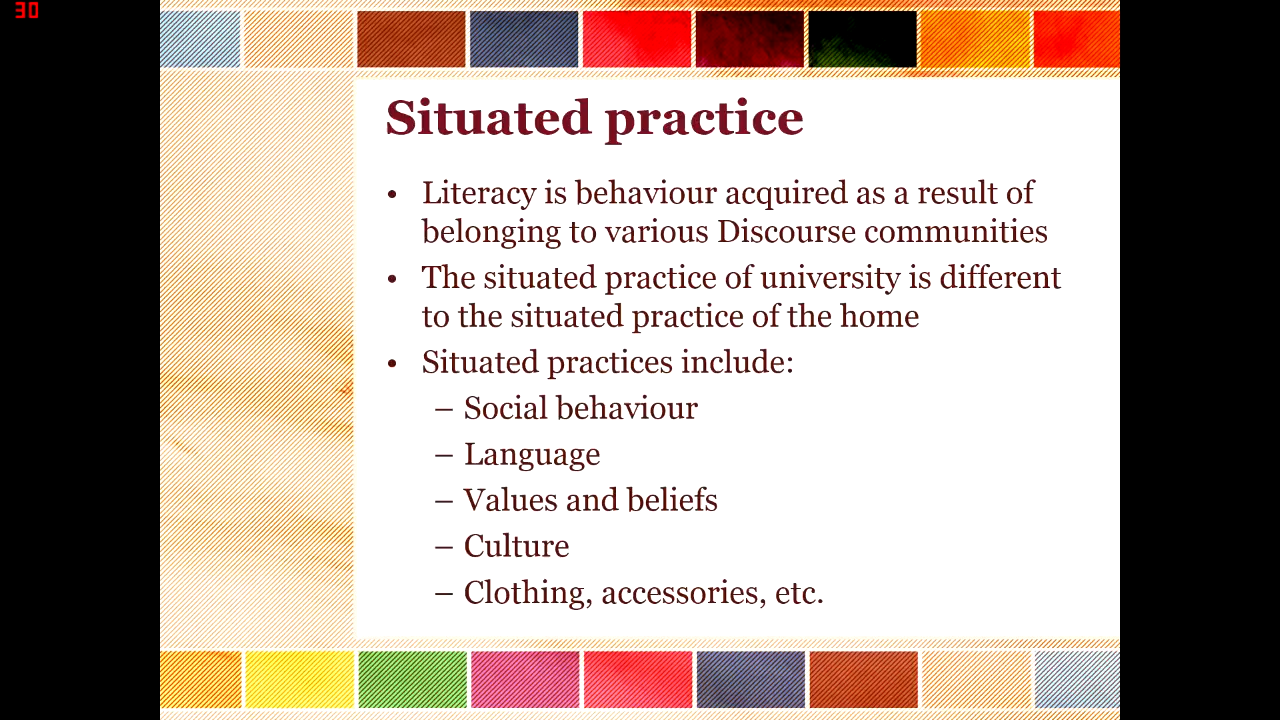 30
Situated practice
• Literacy is behaviour acquired as a result of
belonging to various Discourse communities
• The situated practice of university is different
to the situated practice of the home
• Situated practices include:
– Social behaviour
– Language
– Values and beliefs
– Culture
– Clothing, accessories, etc.